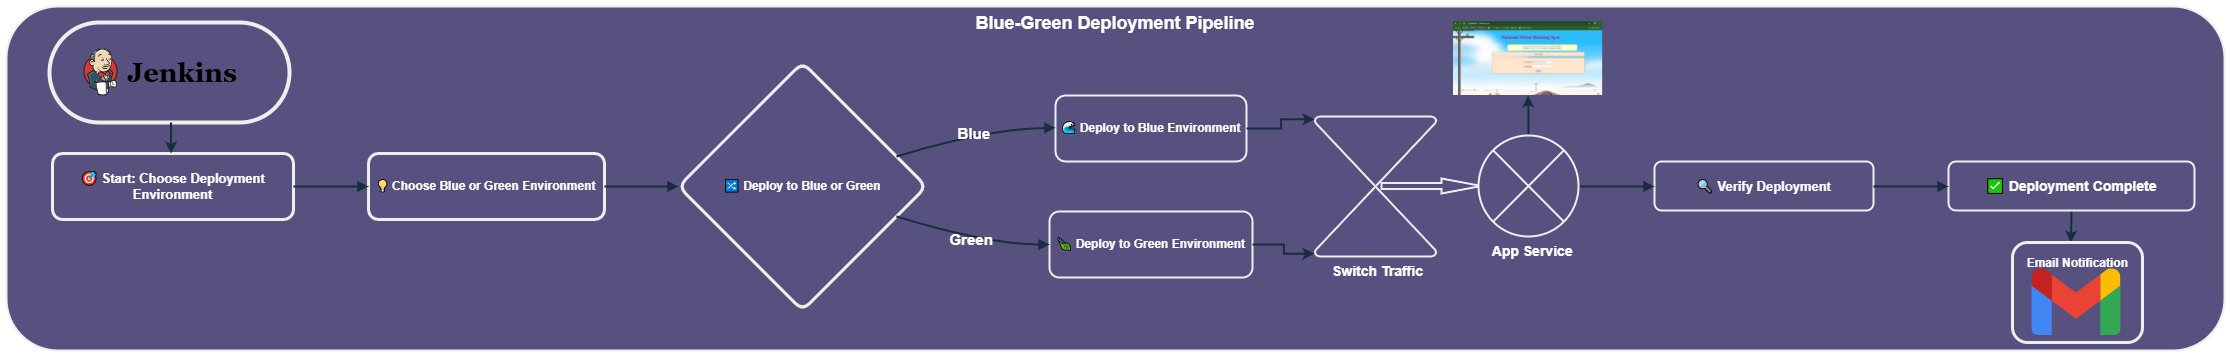 Blue-Green Deployment Pipeline
Jenkins
Start: Choose Deployment
Environment
Choose Blue or Green Environment
Deploy to Blue or Green
Blue
Green
Deploy to Blue Environment
Deploy to Green Environment
Switch Traffic
App Service
Verify Deployment
Deployment Complete
Email Notification